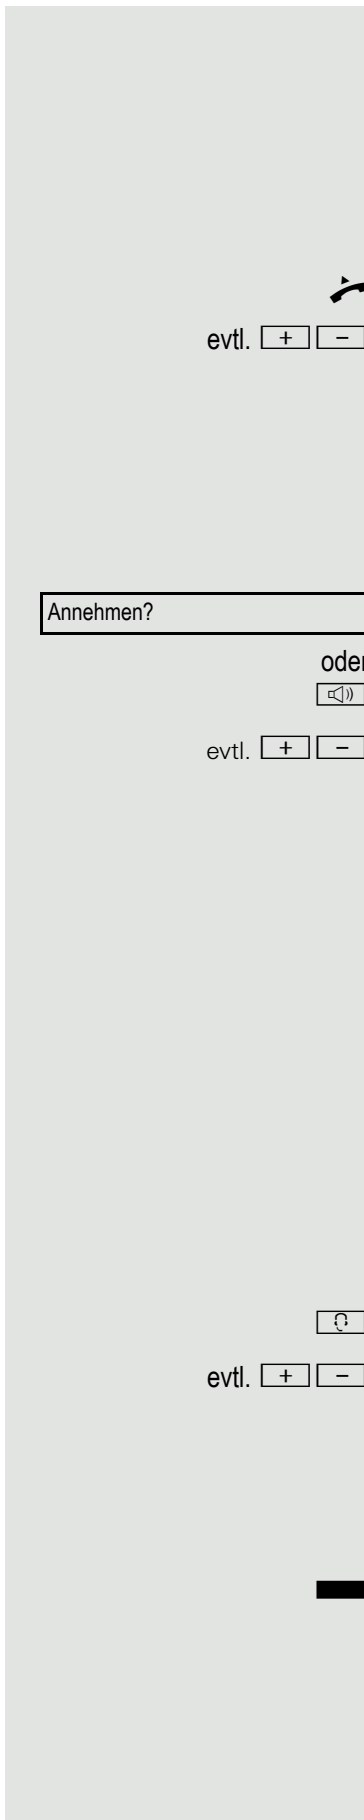 evtl. + −
Annehmen?
oder
evtl. + −
evtl. + −